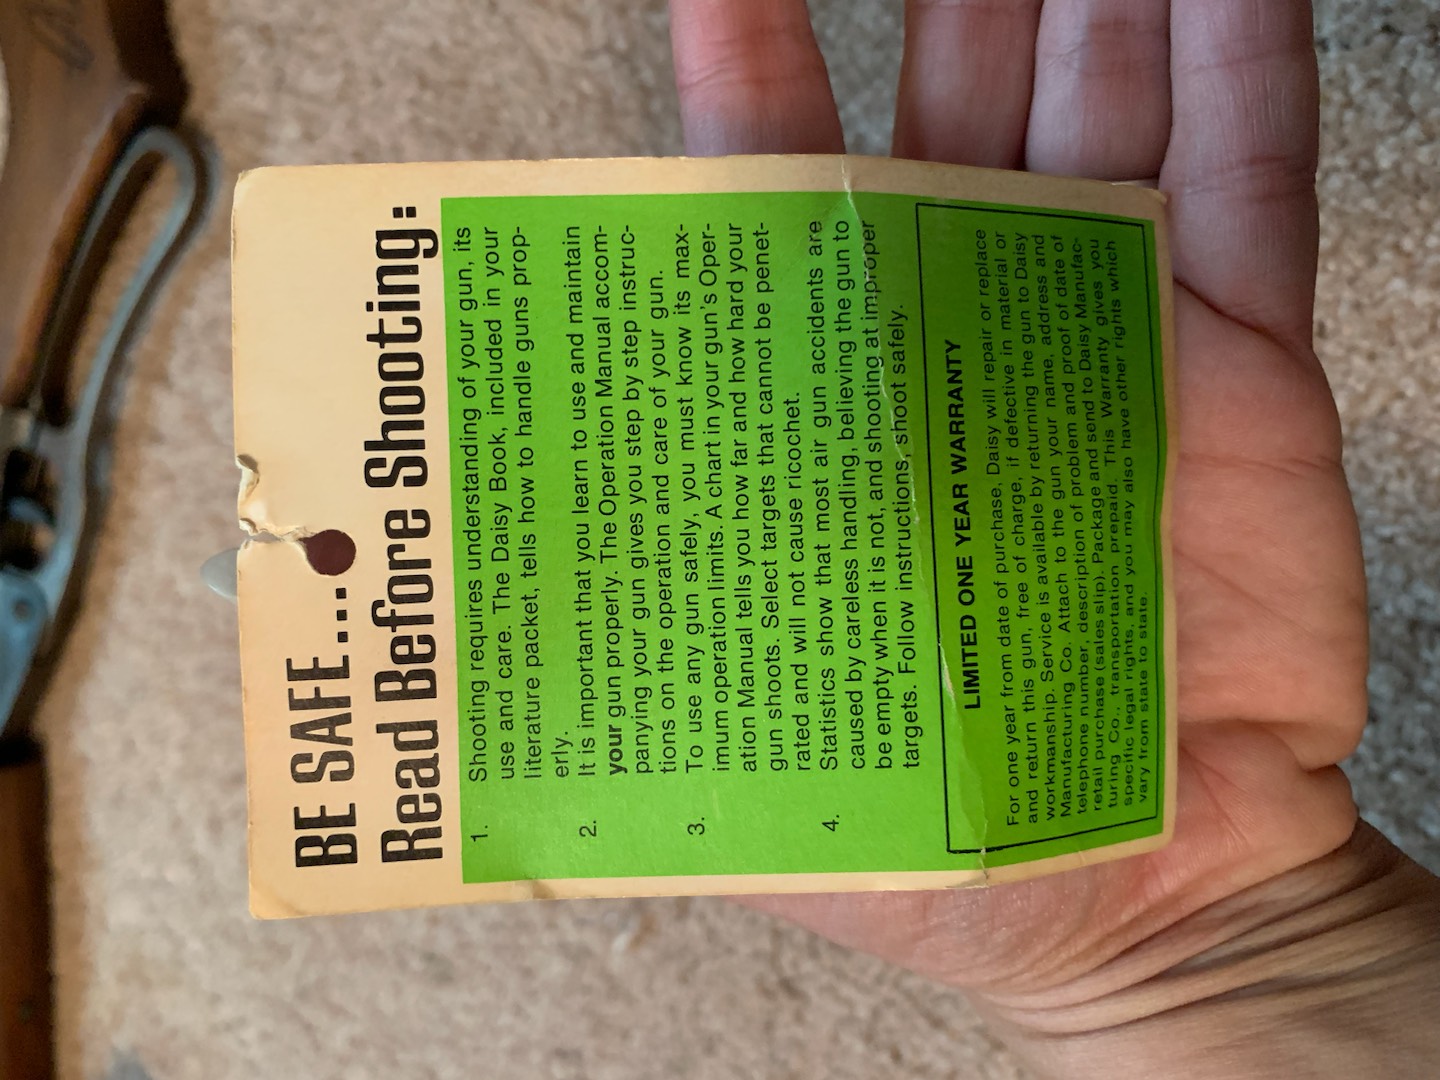 BE SAFE...
Read Before Shooting:
1. Shooting requires understanding of your gun, its
use and care. The Daisy Book, included in your
literature packet, tells how to handle guns prop-
erly.
2. It is important that you learn to use and maintain
your gun properly. The Operation Manual accom-
panying your gun gives you step by step instruc-
tions on the operation and care of your gun.
3. To use any gun safely, you must know its max-
imum operation limits. A chart in your gun's Oper-
ation Manual tells you how far and how hard your
gun shoots. Select targets that cannot be penet-
rated and will not cause ricochet.
4. Statistics show that most air gun accidents are
caused by careless handling, believing the gun to
be empty when it is not, and shooting at improper
targets. Follow instructions, shoot safely.
LIMITED ONE YEAR WARRANTY
For one year from date of purchase, Daisy will repair or replace
and return this gun, free of charge, if defective in material or
workmanship. Service is available by returning the gun to Daisy
Manufacturing Co. Attach to the gun your name, address and
telephone number, description of problem and proof of date of
retail purchase (sales slip). Package and send to Daisy Manufac-
turing Co., transportation prepaid. This Warranty gives you
specific legal rights, and you may also have other rights which
vary from state to state.